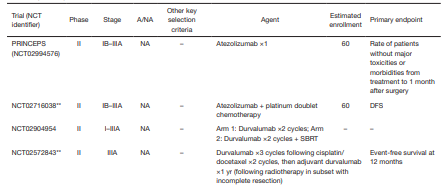 Trial (NCT identifier) Phase Stage A/NA Other key selection criteria Agent Estimated enrollment Primary endpoint
PRINCEPS (NCT02994576) II IB–IIIA NA – Atezolizumab ×1 60 Rate of patients without major toxicities or morbidities from treatment to 1 month after surgery
NCT02716038** II IB–IIIA NA – Atezolizumab + platinum doublet chemotherapy 60 DFS
NCT02904954 II I–IIIA NA – Arm 1: Durvalumab ×2 cycles; Arm 2: Durvalumab ×2 cycles + SBRT – –
NCT02572843** II IIIA NA – Durvalumab ×3 cycles following cisplatin/docetaxel ×2 cycles, then adjuvant durvalumab ×1 yr (following radiotherapy in subset with incomplete resection) Event-free survival at 12 months